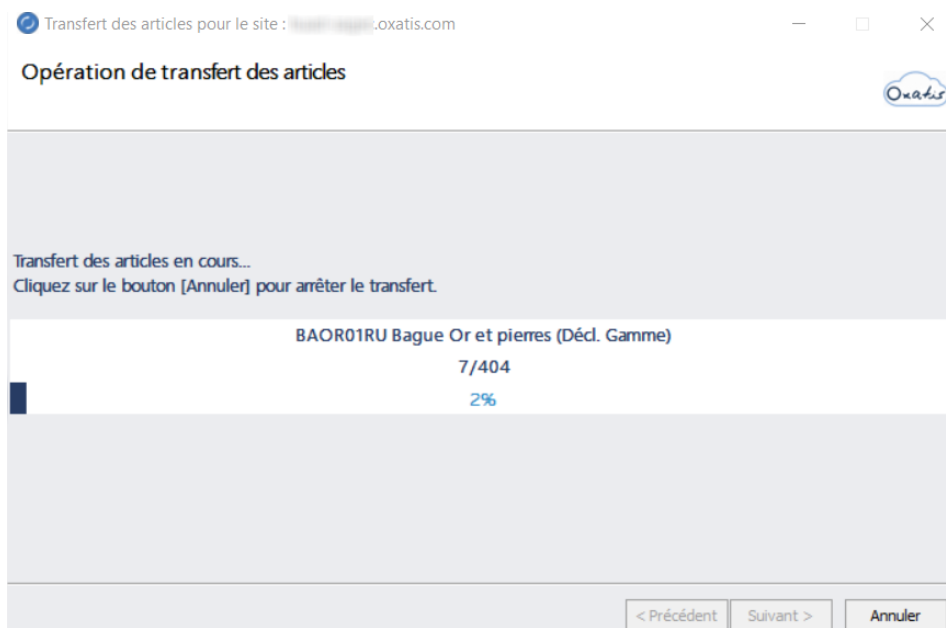 Transfert des articles pour le site : .oxatis.com
Opération de transfert des articles
Oxatis
Transfert des articles en cours...
Cliquez sur le bouton [Annuler] pour arrêter le transfert.
BAOR01RU Bague Or et pierres (Décl. Gamme)
7/404
2%
< Précédent
Suivant >
Annuler